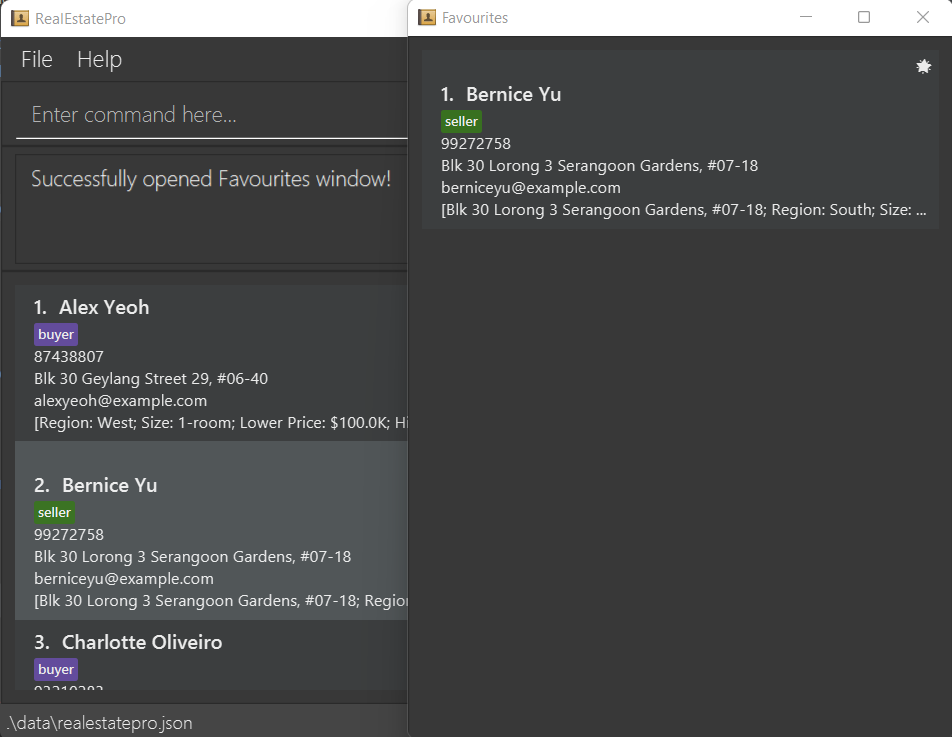 RealEstatePro
File Help
Enter command here...
Successfully opened Favourites window!
1. Alex Yeoh
buyer
87438807
Blk 30 Geylang Street 29, #06-40
alexyeoh@example.com
[Region: West; Size: 1-room; Lower Price: $100.0K; Hi
2. Bernice Yu
seller
99272758
Blk 30 Lorong 3 Serangoon Gardens, #07-18
berniceyu@example.com
[Blk 30 Lorong 3 Serangoon Gardens, #07-18; Regio
3. Charlotte Oliveiro
buyer
.\data\realestatepro.json
Favourites
1. Bernice Yu
seller
99272758
Blk 30 Lorong 3 Serangoon Gardens, #07-18
berniceyu@example.com
[Blk 30 Lorong 3 Serangoon Gardens, #07-18; Region: South; Size: ...